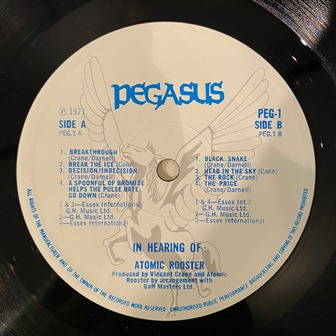 PEGASUS
℗ 1971
SIDE A
PEG.1 A
PEG-1
SIDE B
PEG.1 B
1. BREAKTHROUGH
(Crane/Darnell)
2. BREAK THE ICE (Cann)
3. DECISION/INDECISION
(Crane/Darnell)
4. A SPOONFUL OF BROMIDE
HELPS THE PULSE RATE
GO DOWN (Crane)
1 & 3—Essex Int./
G.H. Music Ltd.
2—G.H. Music Ltd.
4—Essex International
1. BLACK SNAKE
(Crane/Darnell)
2. HEAD IN THE SKY (Cann)
3. THE ROCK (Crane)
4. THE PRICE
(Crane/Darnell)
1 & 4—Essex Int./
G.H. Music Ltd.
2—G.H. Music Ltd.
3—Essex International
IN HEARING OF:
ATOMIC ROOSTER
Produced by Vincent Crane and Atomic
Rooster by arrangement with
Gaff Masters Ltd.
ALL RIGHTS OF THE MANUFACTURER AND OF THE OWNER OF THE RECORDED WORK RESERVED · UNAUTHORISED PUBLIC PERFORMANCE, BROADCASTING AND COPYING OF THIS RECORD PROHIBITED